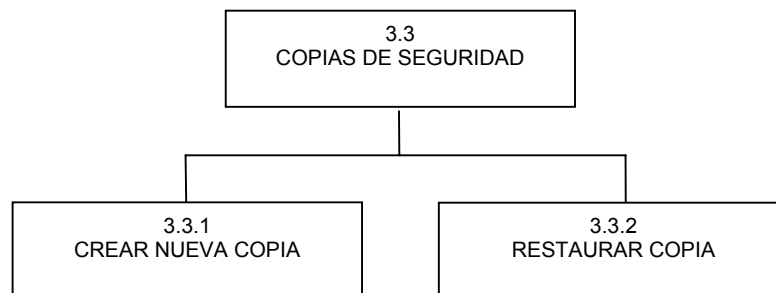 3.3
COPIAS DE SEGURIDAD
3.3.1
CREAR NUEVA COPIA
3.3.2
RESTAURAR COPIA